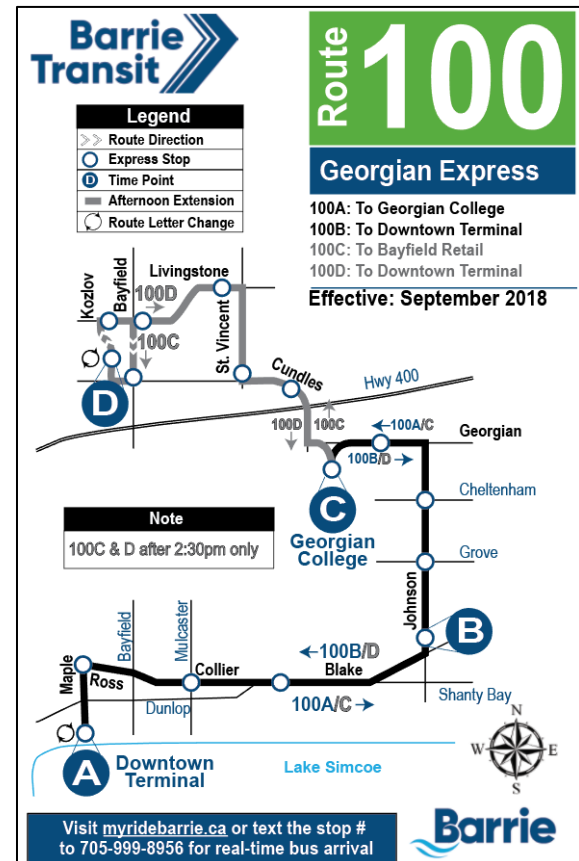 Barrie
Transit
Route 100
Georgian Express
100A: To Georgian College
100B: To Downtown Terminal
100C: To Bayfield Retail
100D: To Downtown Terminal
Effective: September 2018
Legend
Route Direction
Express Stop
D Time Point
Afternoon Extension
Route Letter Change
Kozlov
Bayfield
Livingstone
100D
100C
St. Vincent
Cundles
Hwy 400
D
100D
100C
100A/C
Georgian
100B/D
C
Georgian
College
Cheltenham
Grove
Johnson
B
Note
100C & D after 2:30pm only
Maple
Ross
Bayfield
Mulcaster
Collier
Dunlop
100B/D
Blake
100A/C
Shanty Bay
A
Downtown
Terminal
Lake Simcoe
N
W
E
S
Visit myridebarrie.ca or text the stop #
to 705-999-8956 for real-time bus arrival
Barrie